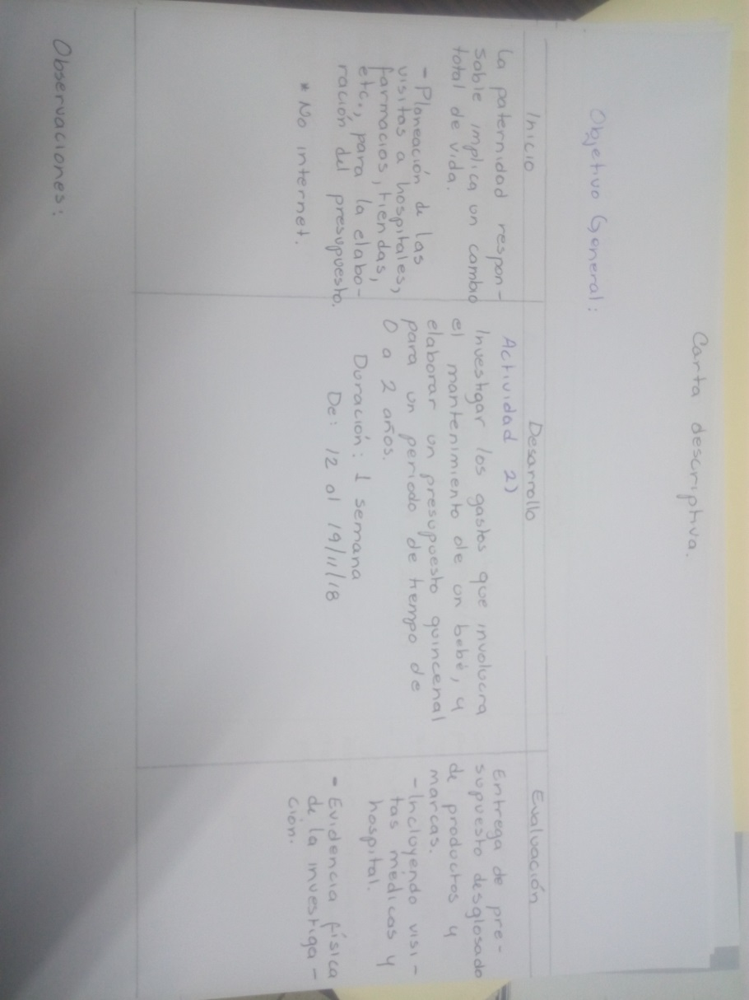 Carta descriptiva.
Objetivo General:
Inicio
La paternidad respon-
sable implica un cambio
total de vida.
- Planeación de las
visitas a hospitales,
farmacias, tiendas,
etc., para la elabo-
ración del presupuesto.
* No internet.
Desarrollo
Actividad 2)
Investigar los gastos que involucra
el mantenimiento de un bebé, y
elaborar un presupuesto quincenal
para un periodo de tiempo de
0 a 2 años.
Duración: 1 semana
De: 12 al 19/11/18
Evaluación
Entrega de pre-
supuesto desglosado
de productos y
marcas.
- Incluyendo visi-
tas médicas y
hospital.
- Evidencia física
de la investiga-
ción.
Observaciones: